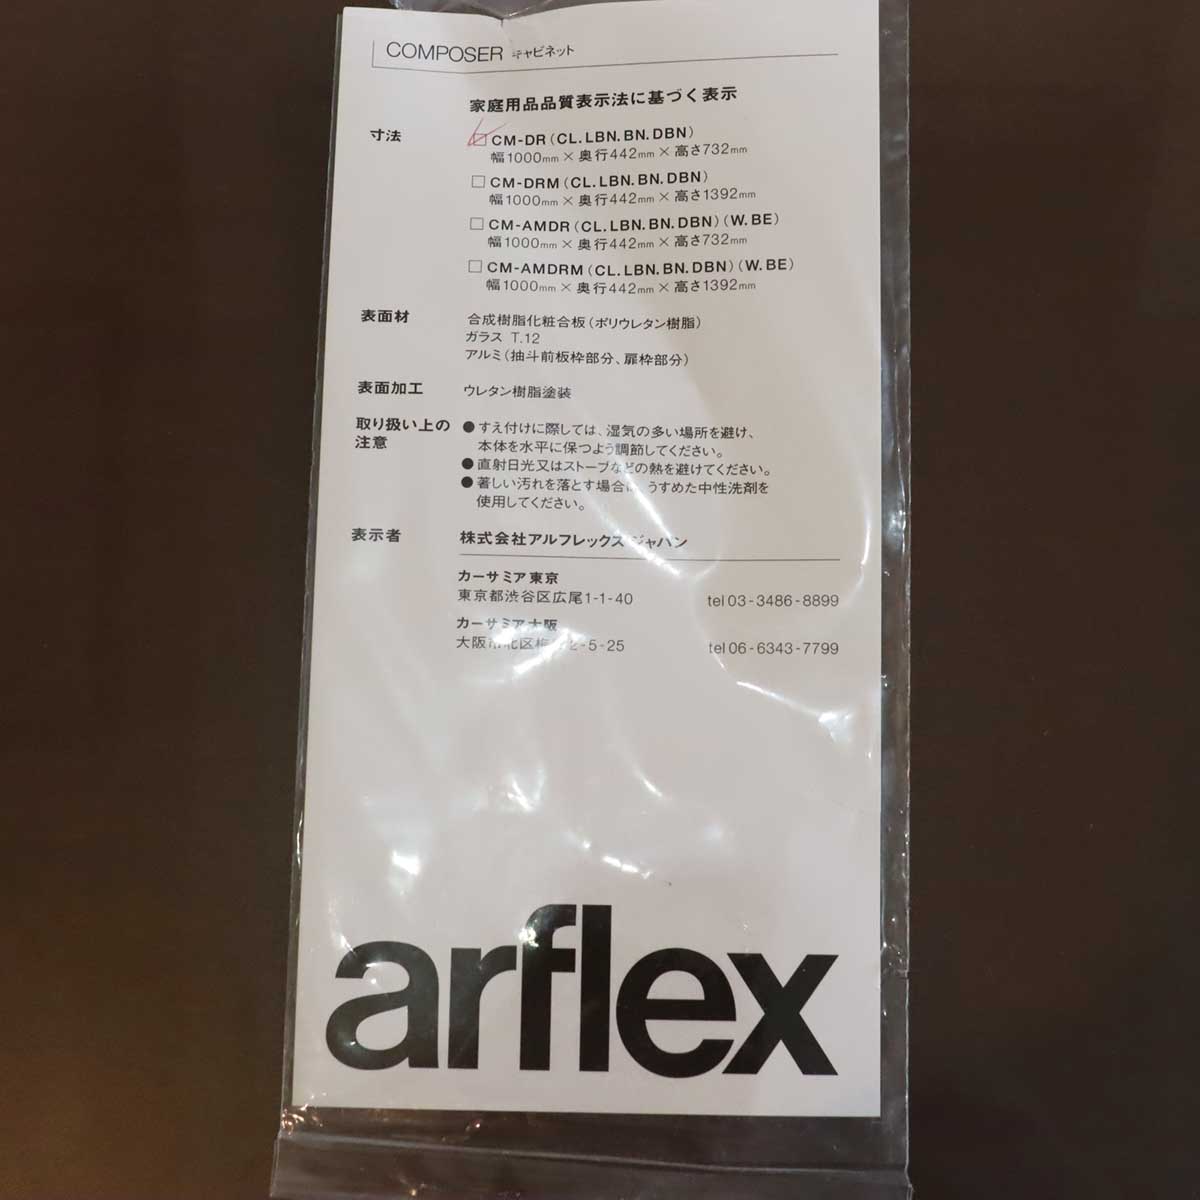 COMPOSER キャビネット
家庭用品品質表示法に基づく表示
寸法
□ CM-DR (CL. LBN. BN. DBN)
幅1000mm × 奥行442mm × 高さ732mm
□ CM-DRM (CL. LBN. BN. DBN)
幅1000mm × 奥行442mm × 高さ1392mm
□ CM-AMDR (CL. LBN. BN. DBN) (W. BE)
幅1000mm × 奥行442mm × 高さ732mm
□ CM-AMDRM (CL. LBN. BN. DBN) (W. BE)
幅1000mm × 奥行442mm × 高さ1392mm
表面材 合成樹脂化粧合板(ポリウレタン樹脂)
ガラス T.12
アルミ(抽斗前板枠部分、扉枠部分)
表面加工 ウレタン樹脂塗装
取り扱い上の
注意
● すえ付けに際しては、湿気の多い場所を避け、
本体を水平に保つよう調節してください。
● 直射日光又はストーブなどの熱を避けてください。
● 著しい汚れを落とす場合は、うすめた中性洗剤を
使用してください。
表示者 株式会社アルフレックス ジャパン
カーサミア東京
東京都渋谷区広尾1-1-40 tel 03-3486-8899
カーサミア大阪
大阪市北区 2-5-25 tel 06-6343-7799
arflex